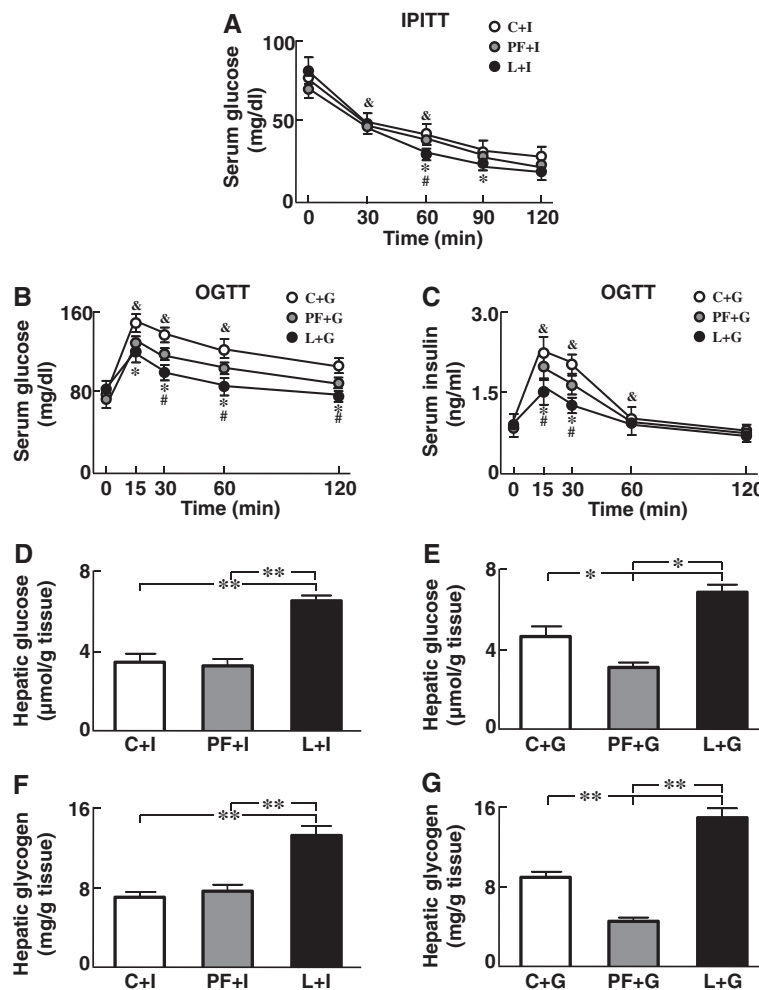 A
IPITT
C+I
PF+I
L+I
Serum glucose
(mg/dl)
100
50
0
&
&
*
#
*
0 30 60 90 120
Time (min)
B
OGTT
C+G
PF+G
L+G
Serum glucose
(mg/dl)
160
80
0
&
&
&
*
*
#
*
#
*
#
0 15 30 60 120
Time (min)
C
OGTT
C+G
PF+G
L+G
Serum insulin
(ng/ml)
3.0
1.5
0
&
&
&
*
#
*
#
0 15 30 60 120
Time (min)
D
Hepatic glucose
(µmol/g tissue)
8
4
0
**
**
C+I PF+I L+I
E
Hepatic glucose
(µmol/g tissue)
8
4
0
*
*
C+G PF+G L+G
F
Hepatic glycogen
(mg/g tissue)
16
8
0
**
**
C+I PF+I L+I
G
Hepatic glycogen
(mg/g tissue)
16
8
0
**
**
C+G PF+G L+G